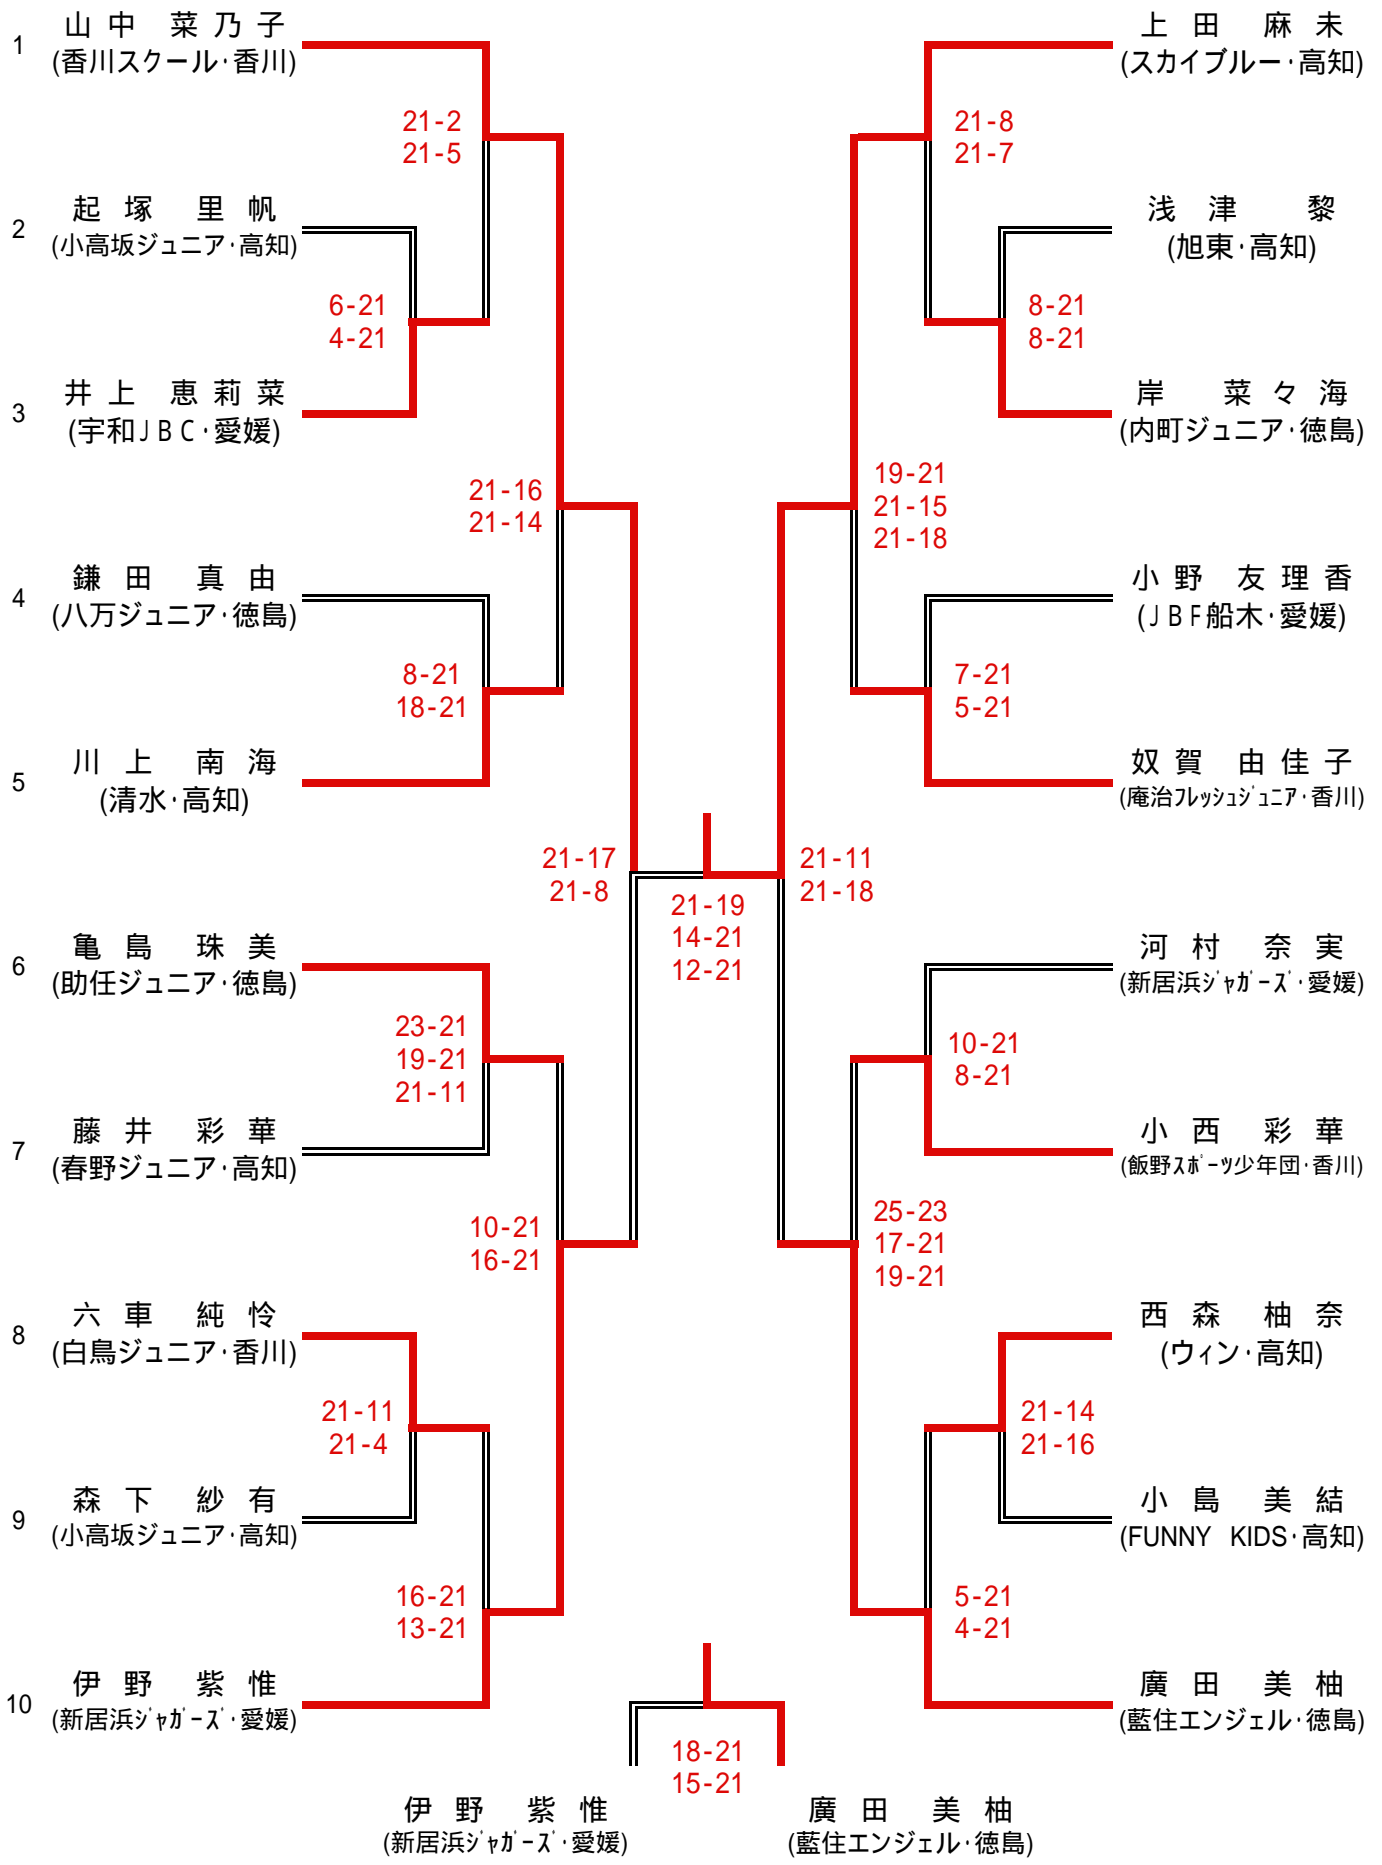 1
山中 菜乃子
(香川スクール・香川)
21-2
21-5
2
起塚 里帆
(小高坂ジュニア・高知)
6-21
4-21
3
井上 恵莉菜
(宇和JBC・愛媛)
21-16
21-14
4
鎌田 真由
(八万ジュニア・徳島)
8-21
18-21
5
川上 南海
(清水・高知)
21-17
21-8
6
亀島 珠美
(助任ジュニア・徳島)
23-21
19-21
21-11
7
藤井 彩華
(春野ジュニア・高知)
10-21
16-21
8
六車 純怜
(白鳥ジュニア・香川)
21-11
21-4
9
森下 紗有
(小高坂ジュニア・高知)
16-21
13-21
10
伊野 紫惟
(新居浜ジャガーズ・愛媛)
21-19
14-21
12-21
上田 麻未
(スカイブルー・高知)
21-8
21-7
浅津 黎
(旭東・高知)
8-21
8-21
岸 菜々海
(内町ジュニア・徳島)
19-21
21-15
21-18
小野 友理香
(JBF船木・愛媛)
7-21
5-21
奴賀 由佳子
(庵治フレッシュジュニア・香川)
21-11
21-18
河村 奈実
(新居浜ジャガーズ・愛媛)
10-21
8-21
小西 彩華
(飯野スポーツ少年団・香川)
25-23
17-21
19-21
西森 柚奈
(ウィン・高知)
21-14
21-16
小島 美結
(FUNNY KIDS・高知)
5-21
4-21
廣田 美柚
(藍住エンジェル・徳島)
18-21
15-21
伊野 紫惟
(新居浜ジャガーズ・愛媛)
廣田 美柚
(藍住エンジェル・徳島)